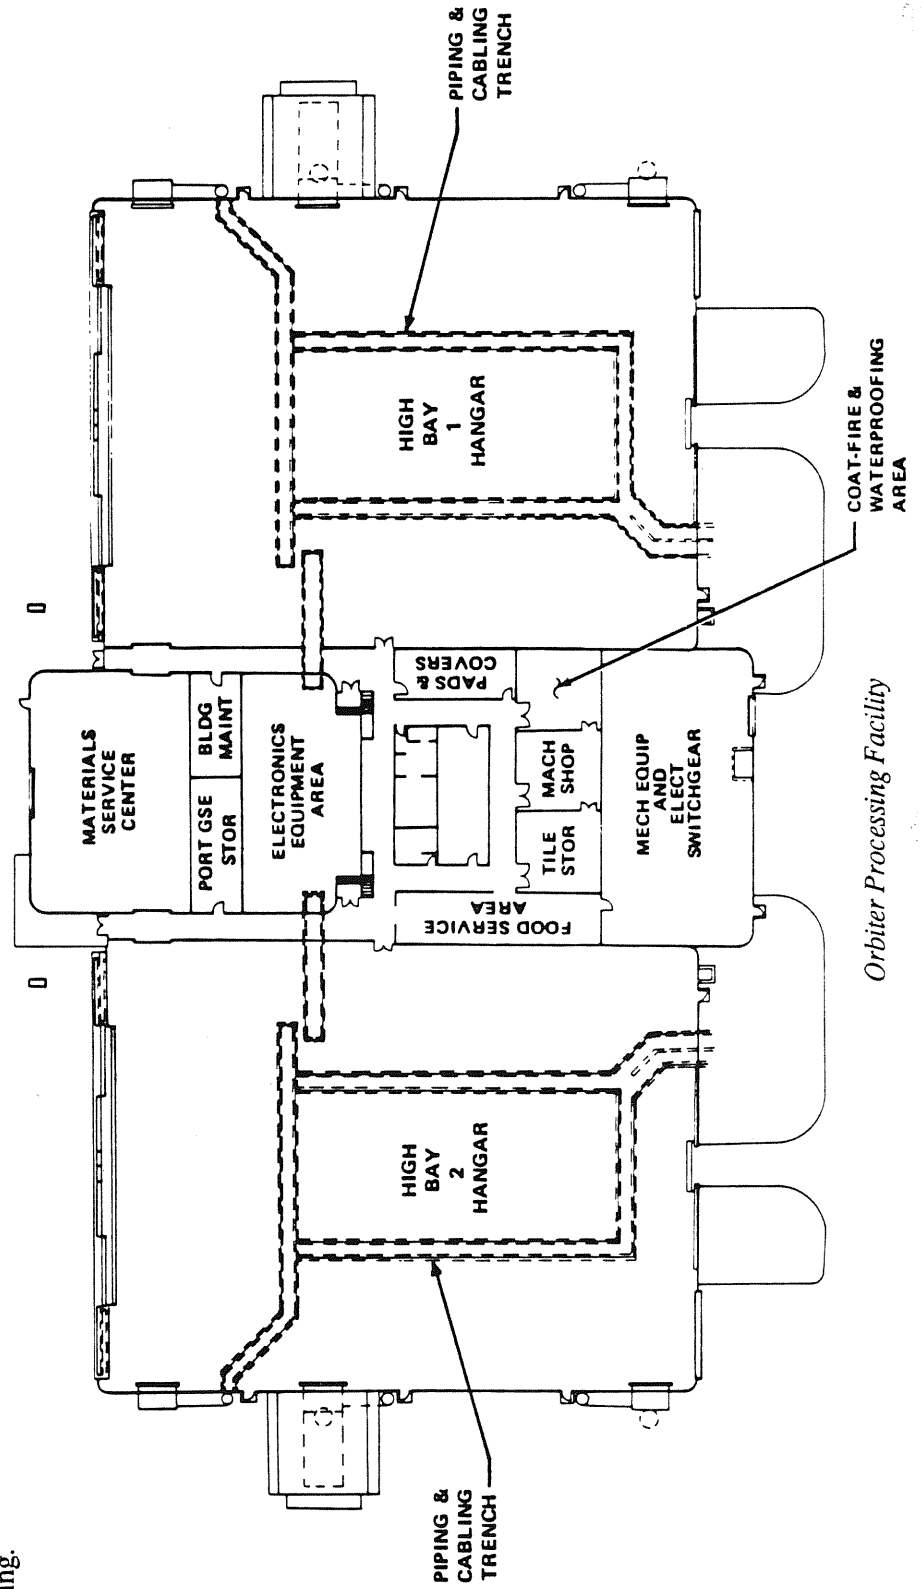 ing.
PIPING &
CABLING
TRENCH
HIGH
BAY
2
HANGAR
MATERIALS
SERVICE
CENTER
PORT GSE
STOR
BLDG
MAINT
ELECTRONICS
EQUIPMENT
AREA
FOOD SERVICE
AREA
PADS &
COVERS
TILE
STOR
MACH
SHOP
MECH EQUIP
AND
ELECT
SWITCHGEAR
HIGH
BAY
1
HANGAR
PIPING &
CABLING
TRENCH
COAT-FIRE &
WATERPROOFING
AREA
Orbiter Processing Facility